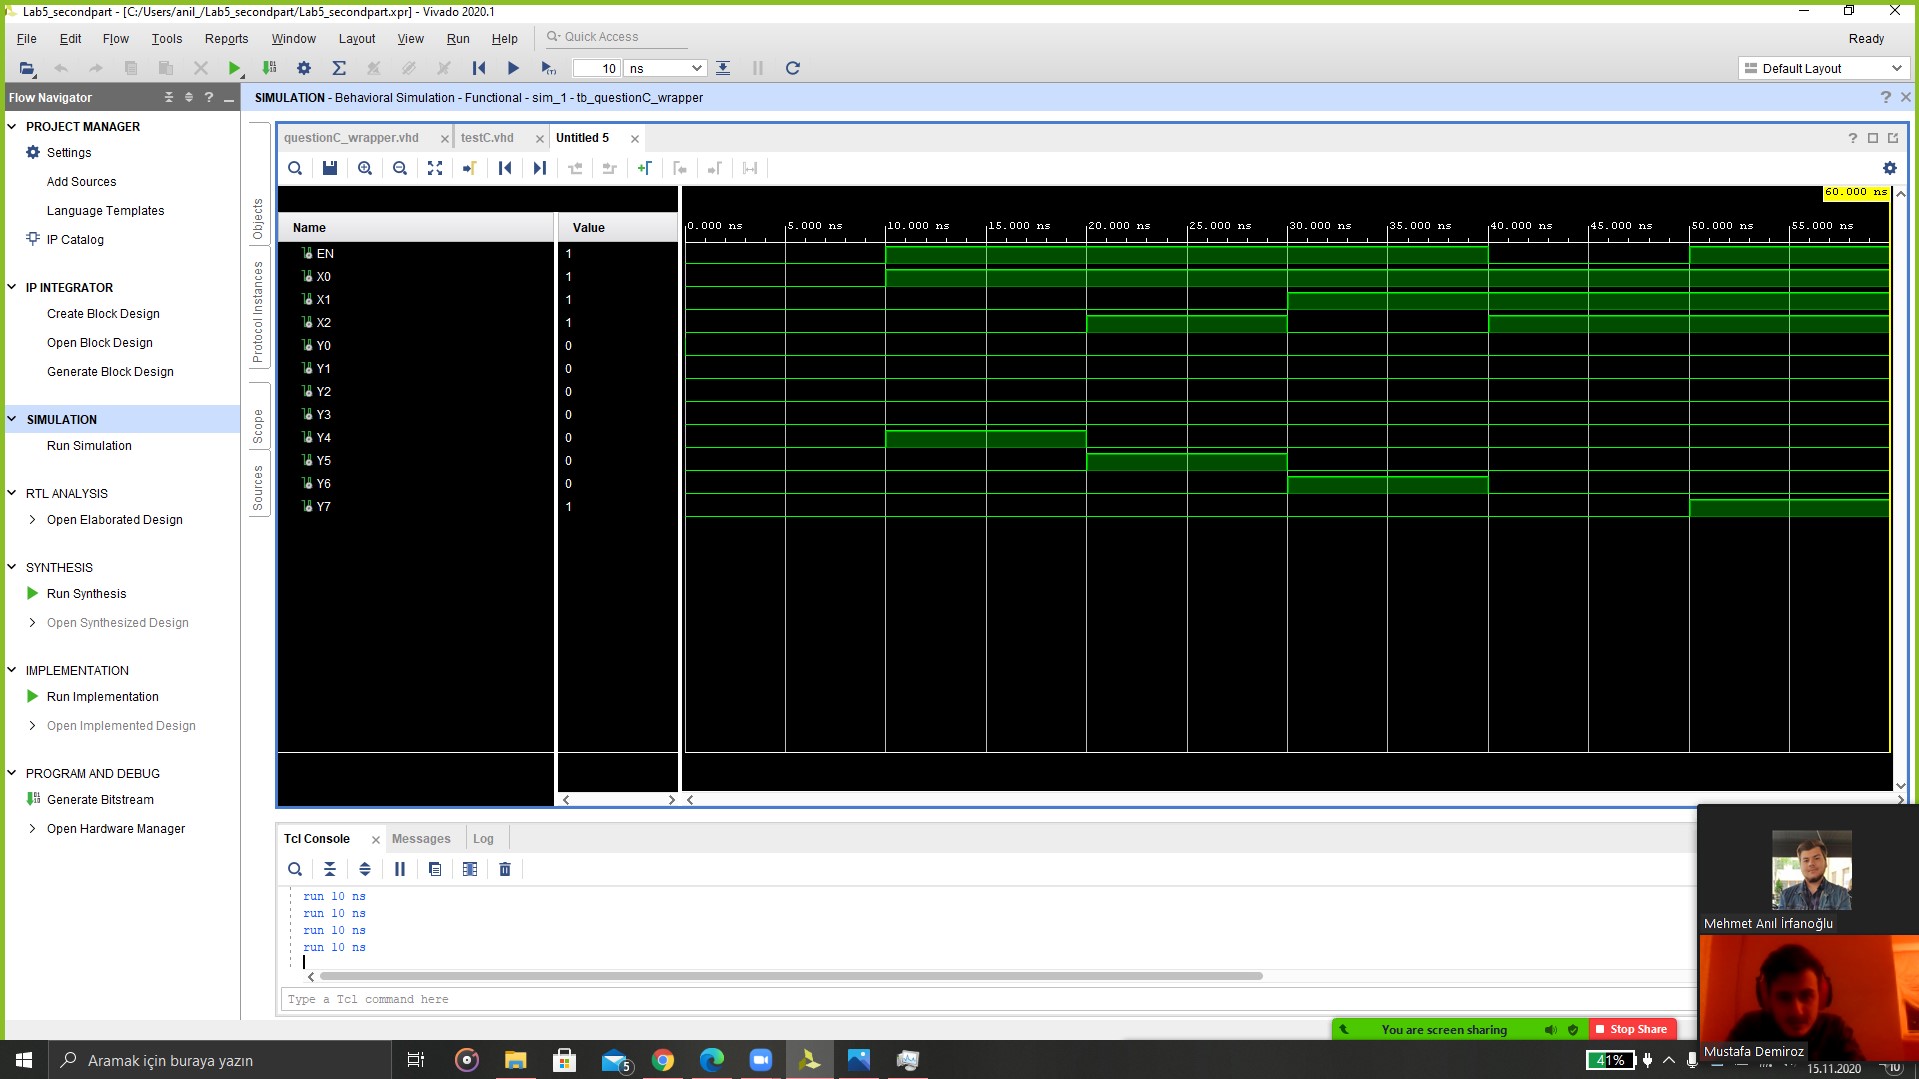 Lab5_secondpart - [C:/Users/anil_/Lab5_secondpart/Lab5_secondpart.xpr] - Vivado 2020.1
File Edit Flow Tools Reports Window Layout View Run Help Quick Access
Ready
10 ns
Default Layout
Flow Navigator
SIMULATION - Behavioral Simulation - Functional - sim_1 - tb_questionC_wrapper
PROJECT MANAGER
Settings
Add Sources
Language Templates
IP Catalog
IP INTEGRATOR
Create Block Design
Open Block Design
Generate Block Design
SIMULATION
Run Simulation
RTL ANALYSIS
Open Elaborated Design
SYNTHESIS
Run Synthesis
Open Synthesized Design
IMPLEMENTATION
Run Implementation
Open Implemented Design
PROGRAM AND DEBUG
Generate Bitstream
Open Hardware Manager
Objects
Protocol Instances
Scope
Sources
questionC_wrapper.vhd testC.vhd Untitled 5
60.000 ns
Name Value
0.000 ns 5.000 ns 10.000 ns 15.000 ns 20.000 ns 25.000 ns 30.000 ns 35.000 ns 40.000 ns 45.000 ns 50.000 ns 55.000 ns
EN 1
X0 1
X1 1
X2 1
Y0 0
Y1 0
Y2 0
Y3 0
Y4 0
Y5 0
Y6 0
Y7 1
Tcl Console Messages Log
run 10 ns
run 10 ns
run 10 ns
run 10 ns
Type a Tcl command here
Mehmet Anıl İrfanoğlu
Mustafa Demiroz
You are screen sharing Stop Share
Aramak için buraya yazın
5
41%
15.11.2020
10